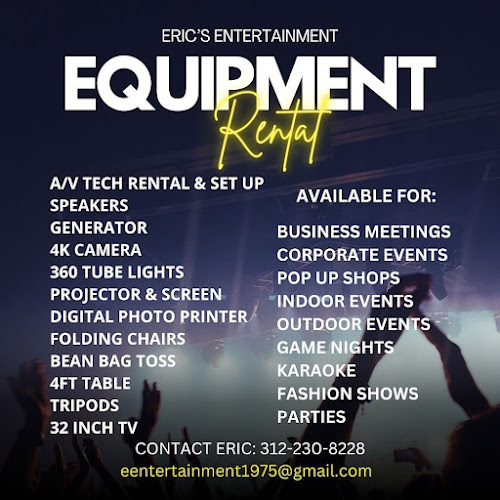 ERIC'S ENTERTAINMENT
EQUIPMENT
Rental
A/V TECH RENTAL & SET UP
SPEAKERS
GENERATOR
4K CAMERA
360 TUBE LIGHTS
PROJECTOR & SCREEN
DIGITAL PHOTO PRINTER
FOLDING CHAIRS
BEAN BAG TOSS
4FT TABLE
TRIPODS
32 INCH TV
AVAILABLE FOR:
BUSINESS MEETINGS
CORPORATE EVENTS
POP UP SHOPS
INDOOR EVENTS
OUTDOOR EVENTS
GAME NIGHTS
KARAOKE
FASHION SHOWS
PARTIES
CONTACT ERIC: 312-230-8228
eentertainment1975@gmail.com